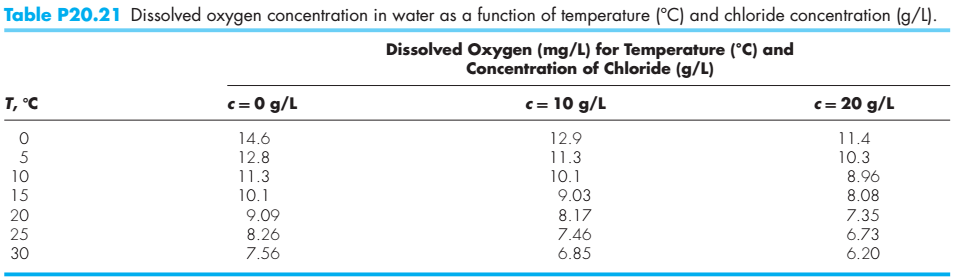 Table P20.21 Dissolved oxygen concentration in water as a function of temperature (°C) and chloride concentration (g/L).
Dissolved Oxygen (mg/L) for Temperature (°C) and
Concentration of Chloride (g/L)
T, °C c = 0 g/L c = 10 g/L c = 20 g/L
0 14.6 12.9 11.4
5 12.8 11.3 10.3
10 11.3 10.1 8.96
15 10.1 9.03 8.08
20 9.09 8.17 7.35
25 8.26 7.46 6.73
30 7.56 6.85 6.20